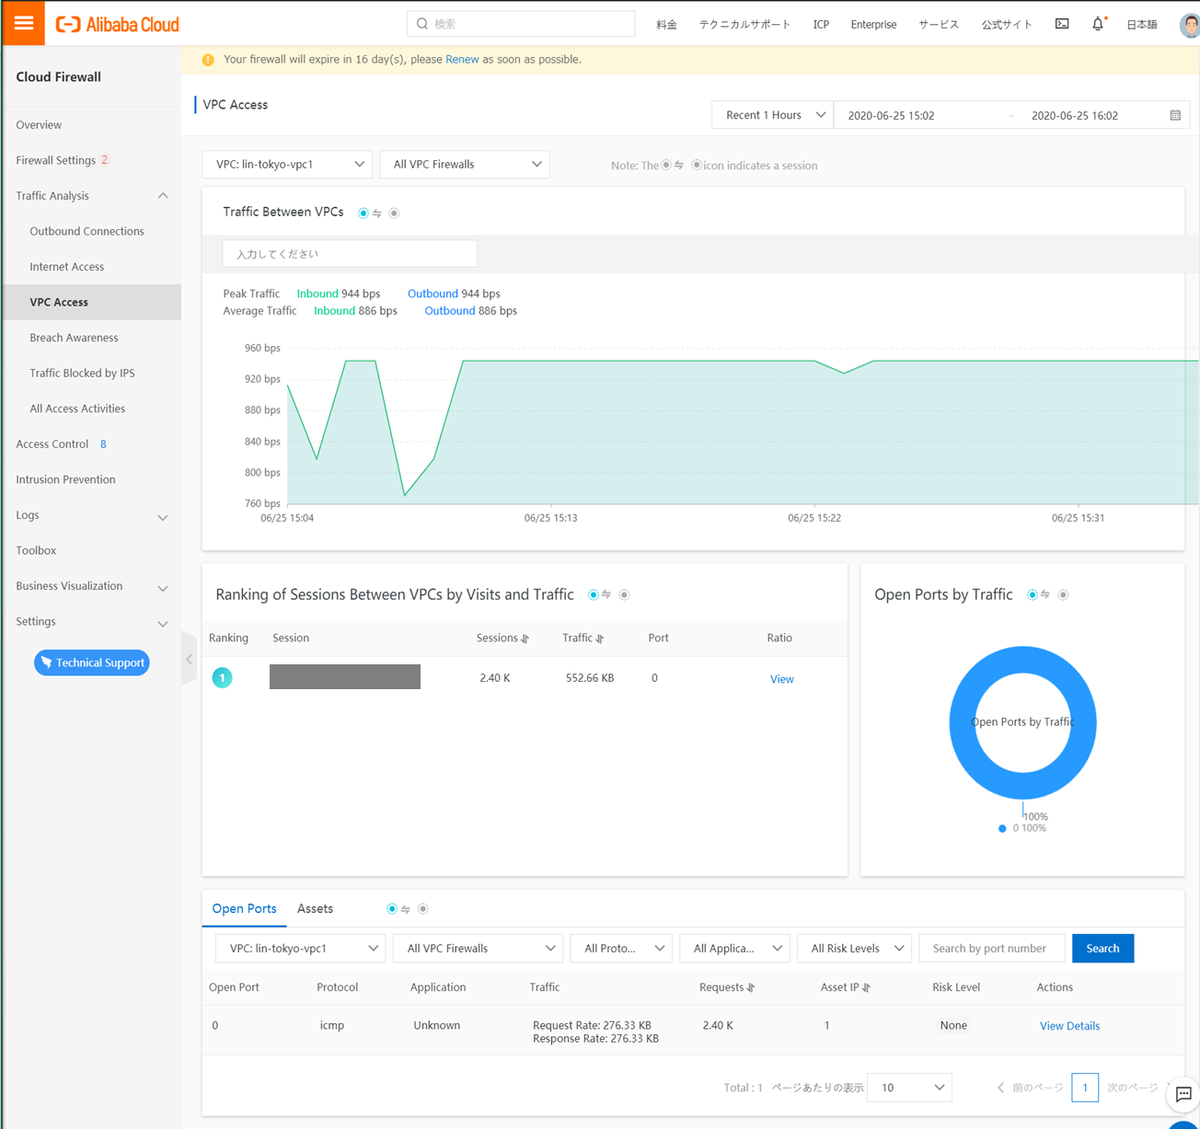 Alibaba Cloud 検索 料金 テクニカルサポート ICP Enterprise サービス 公式サイト 日本語
Your firewall will expire in 16 day(s), please Renew as soon as possible.
Cloud Firewall
Overview
Firewall Settings 2
Traffic Analysis
Outbound Connections
Internet Access
VPC Access
Breach Awareness
Traffic Blocked by IPS
All Access Activities
Access Control 8
Intrusion Prevention
Logs
Toolbox
Business Visualization
Settings
Technical Support
VPC Access
Recent 1 Hours 2020-06-25 15:02 - 2020-06-25 16:02
VPC: lin-tokyo-vpc1 All VPC Firewalls Note: The icon indicates a session
Traffic Between VPCs
入力してください
Peak Traffic Inbound 944 bps Outbound 944 bps
Average Traffic Inbound 886 bps Outbound 886 bps
960 bps
920 bps
880 bps
840 bps
800 bps
760 bps
06/25 15:04 06/25 15:13 06/25 15:22 06/25 15:31
Ranking of Sessions Between VPCs by Visits and Traffic
Ranking Session Sessions Traffic Port Ratio
1 2.40 K 552.66 KB 0 View
Open Ports by Traffic
Open Ports by Traffic
100%
0 100%
Open Ports Assets
VPC: lin-tokyo-vpc1 All VPC Firewalls All Proto... All Applica... All Risk Levels Search by port number Search
Open Port Protocol Application Traffic Requests Asset IP Risk Level Actions
0 icmp Unknown Request Rate: 276.33 KB 2.40 K 1 None View Details
Response Rate: 276.33 KB
Total : 1 ページあたりの表示 10 前のページ 1 次のページ